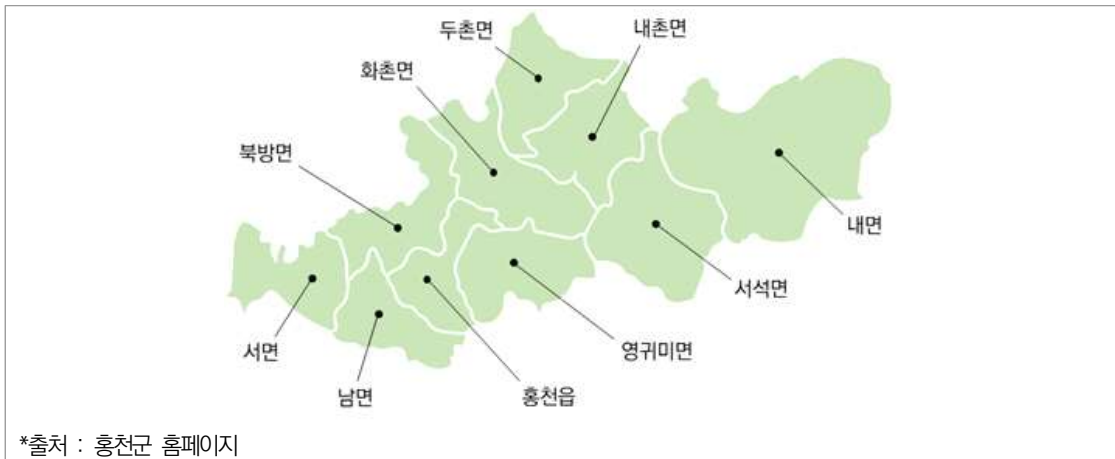 두촌면
내촌면
화촌면
북방면
내면
서석면
서면
영귀미면
남면
홍천읍
*출처 : 홍천군 홈페이지